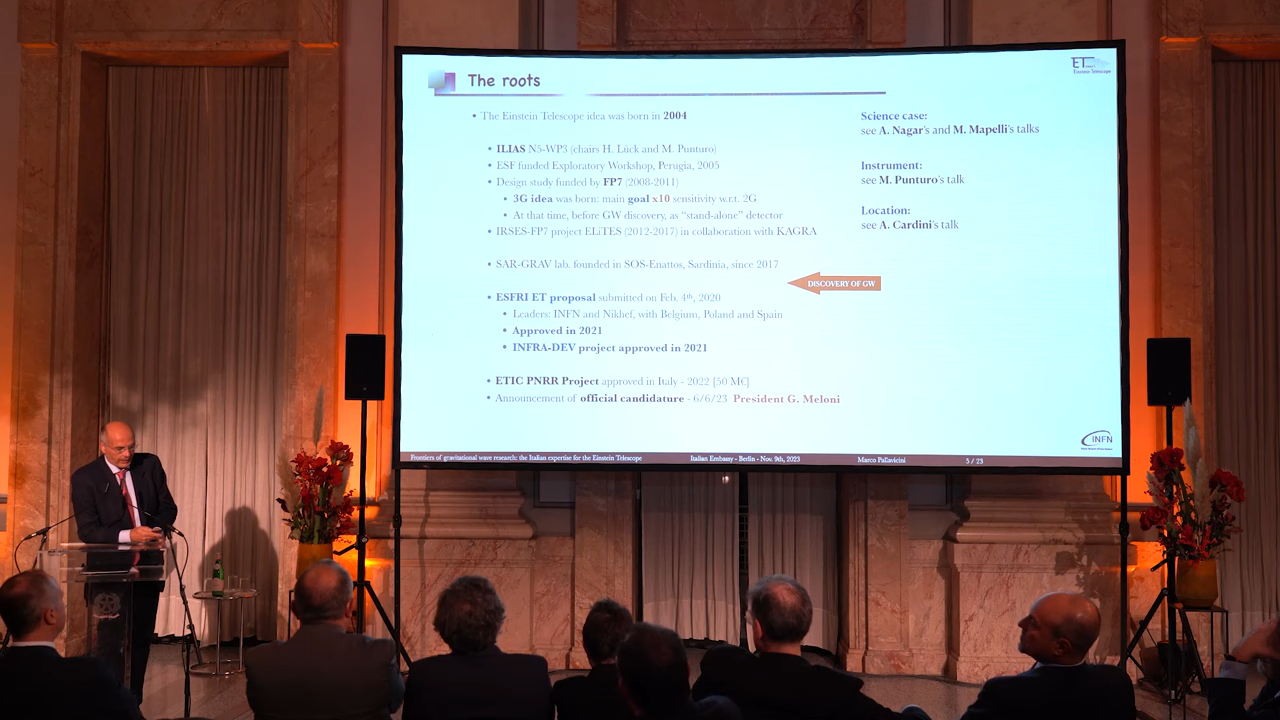 The roots
ET
Einstein Telescope
• The Einstein Telescope idea was born in 2004
• ILIAS N5-WP3 (chairs H. Lück and M. Punturo)
• ESF funded Exploratory Workshop, Perugia, 2005
• Design study funded by FP7 (2008-2011)
• 3G idea was born: main goal x10 sensitivity w.r.t. 2G
• At that time, before GW discovery, as “stand-alone” detector
• IRSES-FP7 project ELiTES (2012-2017) in collaboration with KAGRA
• SAR-GRAV lab. founded in SOS-Enattos, Sardinia, since 2017
DISCOVERY OF GW
• ESFRI ET proposal submitted on Feb. 4th, 2020
• Leaders: INFN and Nikhef, with Belgium, Poland and Spain
• Approved in 2021
• INFRA-DEV project approved in 2021
• ETIC PNRR Project approved in Italy - 2022 [50 M€]
• Announcement of official candidature - 6/6/23 President G. Meloni
Science case:
see A. Nagar's and M. Mapelli's talks
Instrument:
see M. Punturo's talk
Location:
see A. Cardini's talk
INFN
Frontiers of gravitational wave research: the Italian expertise for the Einstein Telescope
Italian Embassy - Berlin - Nov. 9th, 2023
Marco Pallavicini
5 / 23